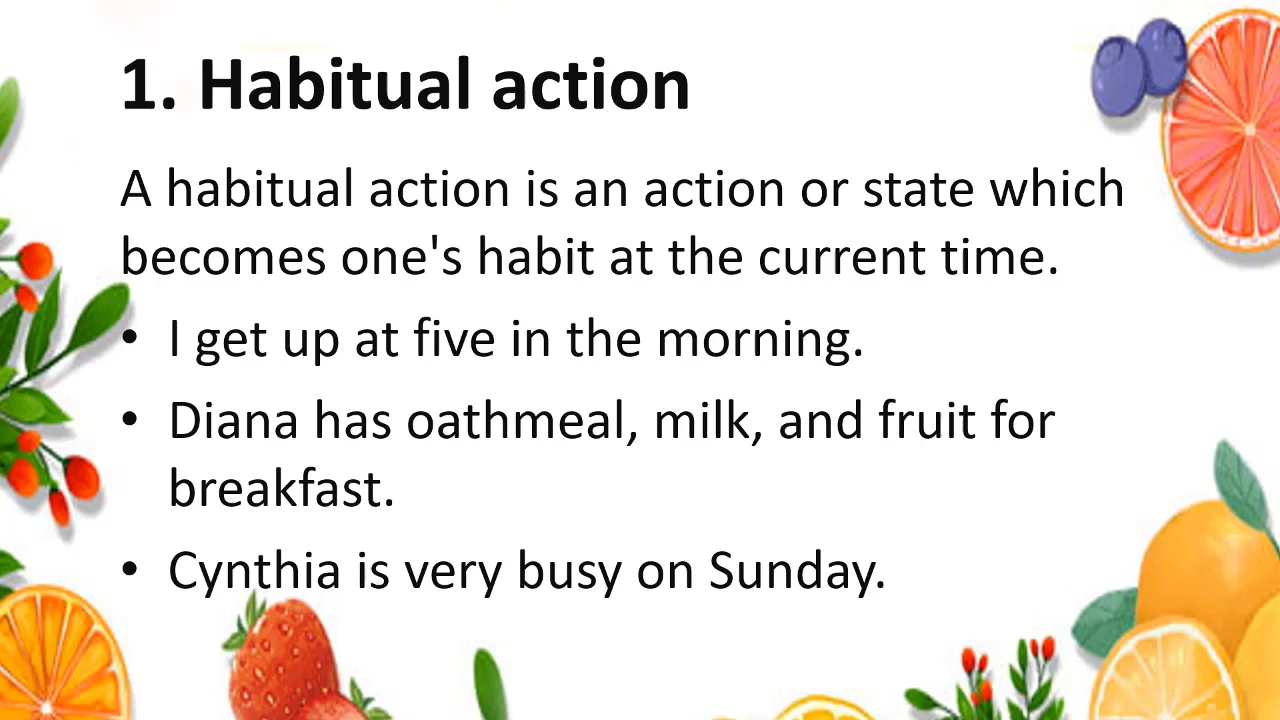 1. Habitual action
A habitual action is an action or state which
becomes one's habit at the current time.
• I get up at five in the morning.
• Diana has oathmeal, milk, and fruit for
breakfast.
• Cynthia is very busy on Sunday.